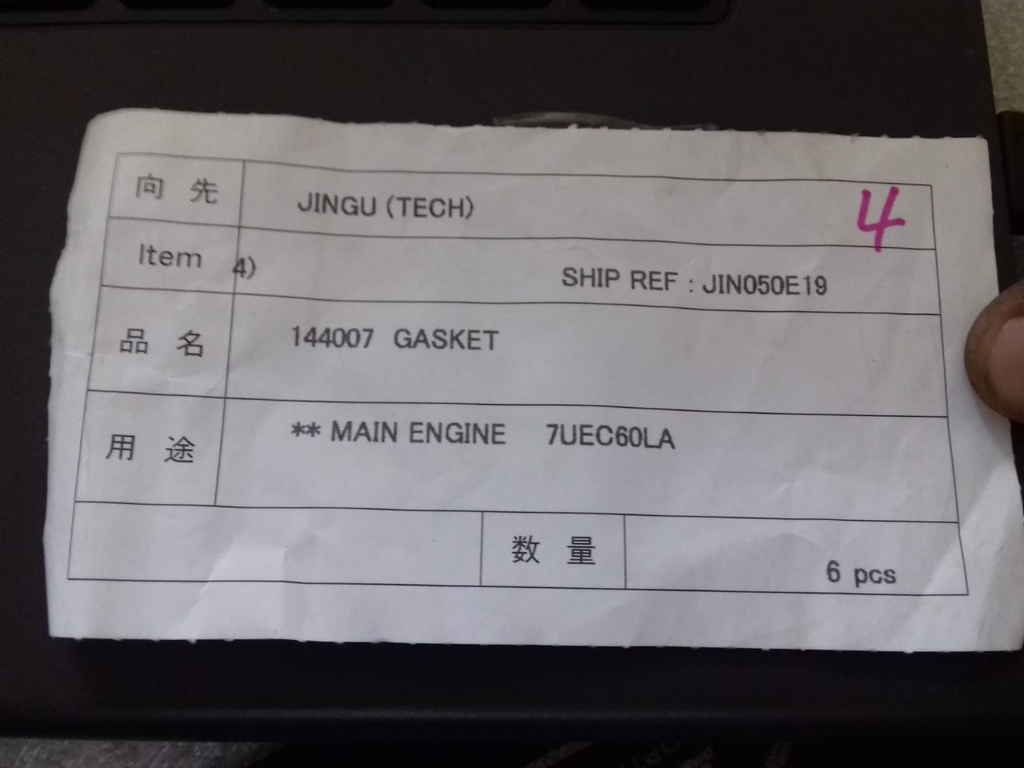 向先 JINGU (TECH) 4
Item 4) SHIP REF : JIN050E19
品名 144007 GASKET
用途 ** MAIN ENGINE 7UEC60LA
数量 6 pcs